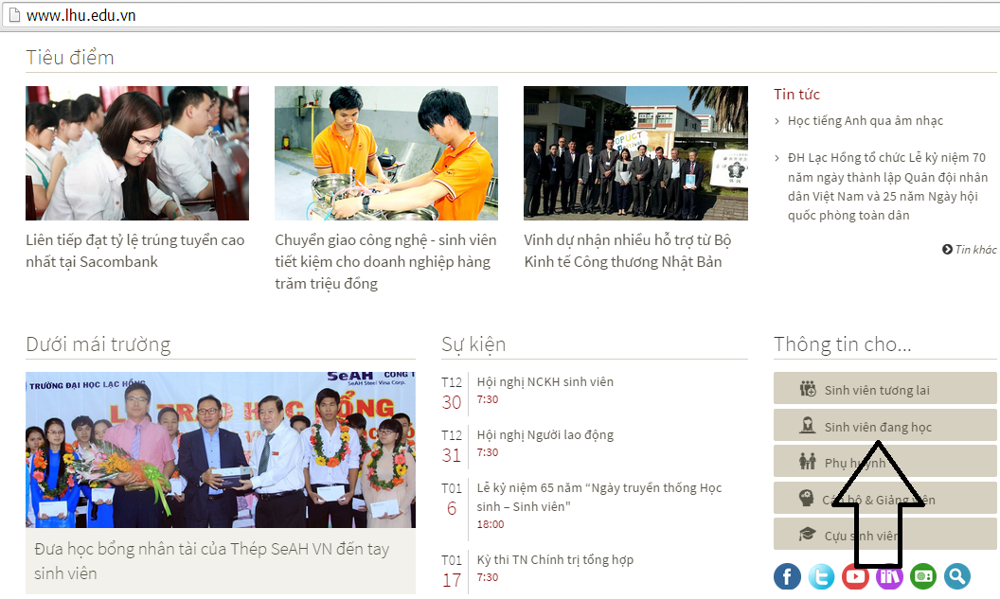 www.lhu.edu.vn
Tiêu điểm
Liên tiếp đạt tỷ lệ trúng tuyển cao
nhất tại Sacombank
Chuyển giao công nghệ - sinh viên
tiết kiệm cho doanh nghiệp hàng
trăm triệu đồng
Vinh dự nhận nhiều hỗ trợ từ Bộ
Kinh tế Công thương Nhật Bản
Tin tức
Học tiếng Anh qua âm nhạc
ĐH Lạc Hồng tổ chức Lễ kỷ niệm 70
năm ngày thành lập Quân đội nhân
dân Việt Nam và 25 năm Ngày hội
quốc phòng toàn dân
Tin khác
Dưới mái trường
TRƯỜNG ĐẠI HỌC LẠC HỒNG
SeAH CÔNG T
SeAH Steel Vina Corp.
Đưa học bổng nhân tài của Thép SeAH VN đến tay
sinh viên
Sự kiện
T12
30
Hội nghị NCKH sinh viên
7:30
T12
31
Hội nghị Người lao động
7:30
T01
6
Lễ kỷ niệm 65 năm “Ngày truyền thống Học
sinh – Sinh viên"
18:00
T01
17
Kỳ thi TN Chính trị tổng hợp
7:30
Thông tin cho...
Sinh viên tương lai
Sinh viên đang học
Phụ huynh
Cán bộ & Giảng viên
Cựu sinh viên